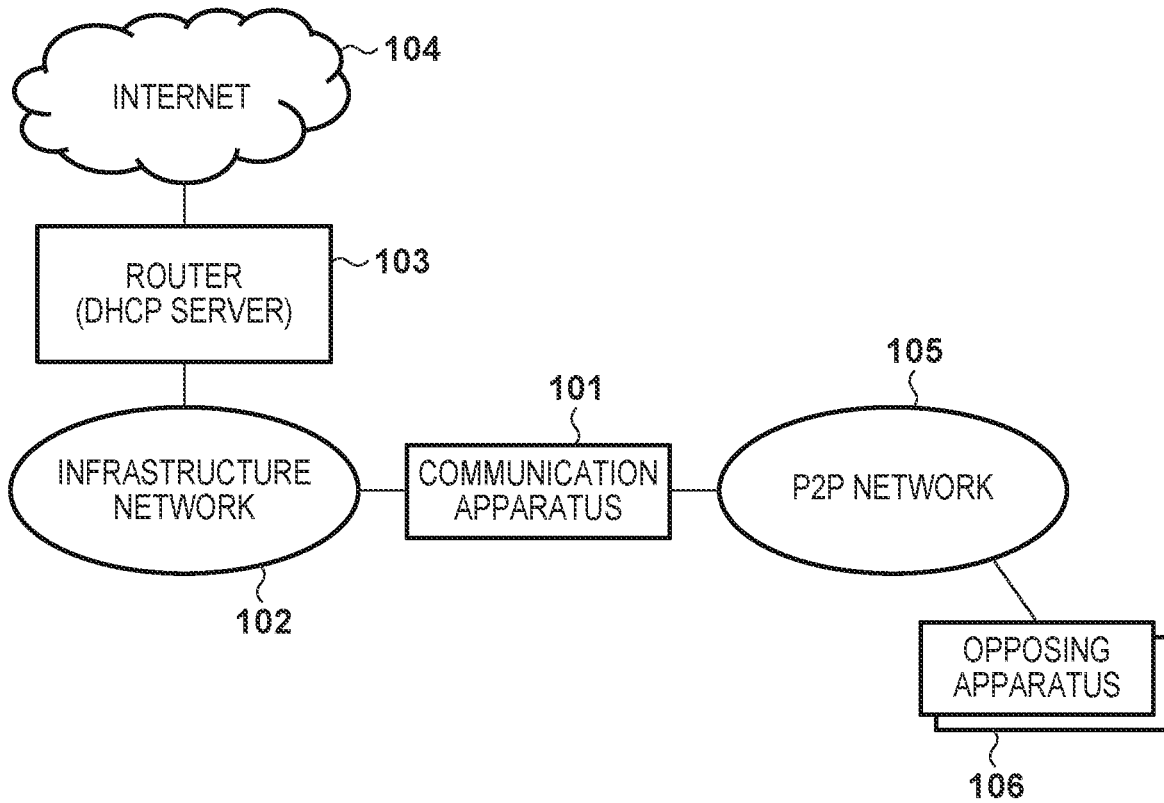 104
INTERNET
ROUTER
(DHCP SERVER)
103
105
101
INFRASTRUCTURE
NETWORK
COMMUNICATION
APPARATUS
P2P NETWORK
102
OPPOSING
APPARATUS
106